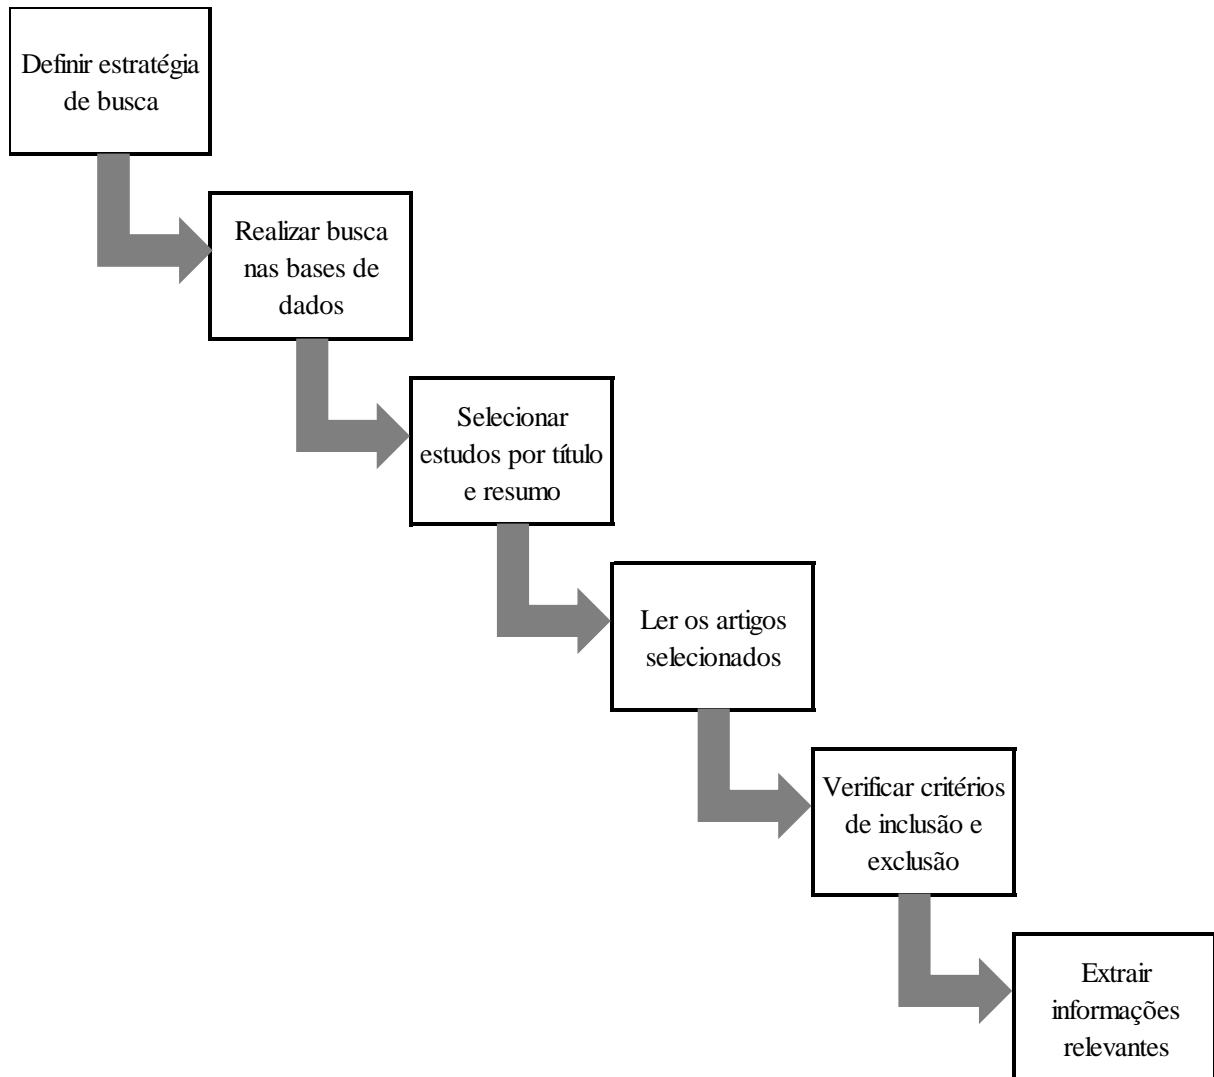 Definir estratégia
de busca
Realizar busca
nas bases de
dados
Selecionar
estudos por título
e resumo
Ler os artigos
selecionados
Verificar critérios
de inclusão e
exclusão
Extrair
informações
relevantes